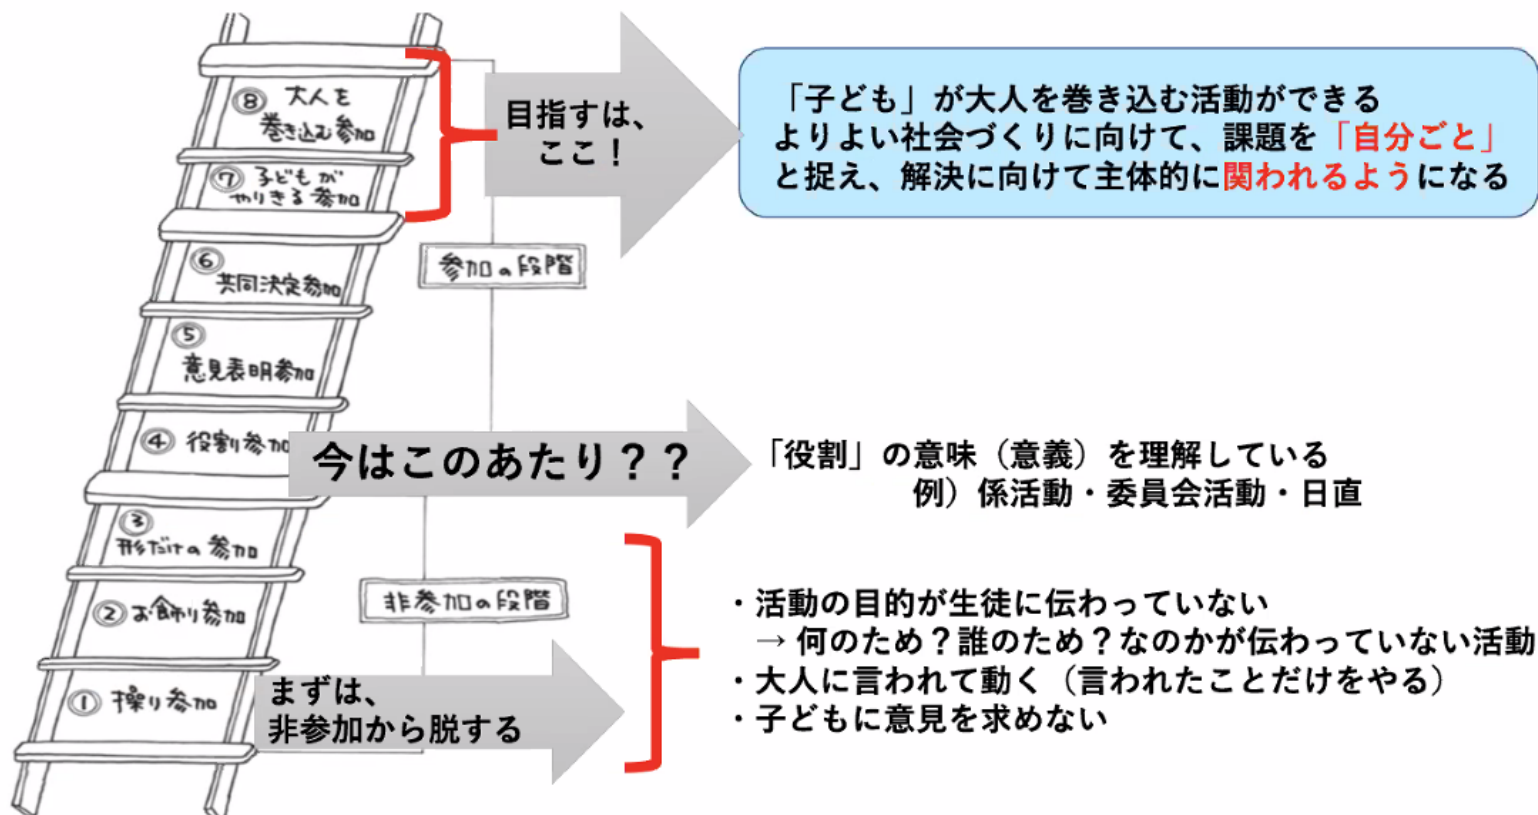 ⑧ 大人を
巻き込む参加
⑦ 子どもが
やりきる参加
⑥
共同決定参加
⑤
意見表明参加
④ 役割参加
③
形だけの参加
② お飾り参加
①操り参加
参加の段階
非参加の段階
目指すは、
ここ！
「子ども」が大人を巻き込む活動ができる
よりよい社会づくりに向けて、課題を「自分ごと」
と捉え、解決に向けて主体的に関われるようになる
今はこのあたり？？
「役割」の意味（意義）を理解している
例）係活動・委員会活動・日直
まずは、
非参加から脱する
・活動の目的が生徒に伝わっていない
→ 何のため？誰のため？なのかが伝わっていない活動
・大人に言われて動く（言われたことだけをやる）
・子どもに意見を求めない